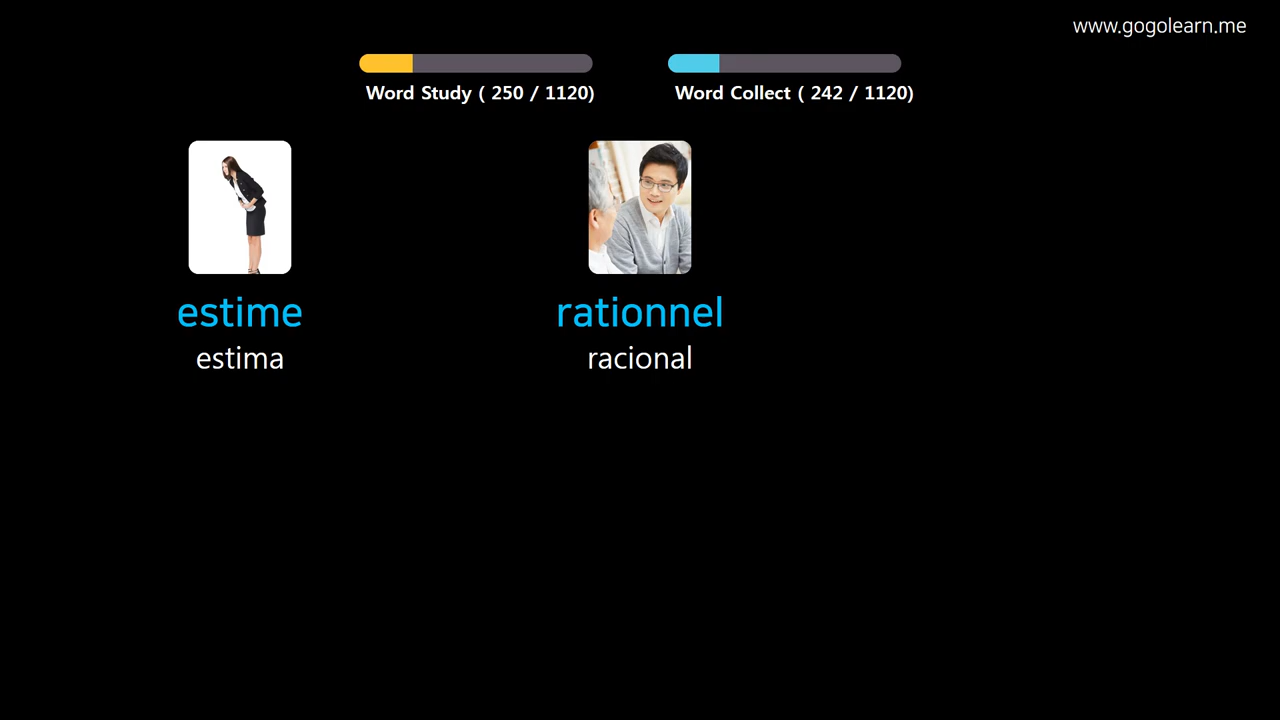 www.gogolearn.me
Word Study ( 250 / 1120)
Word Collect ( 242 / 1120)
estime
estima
rationnel
racional